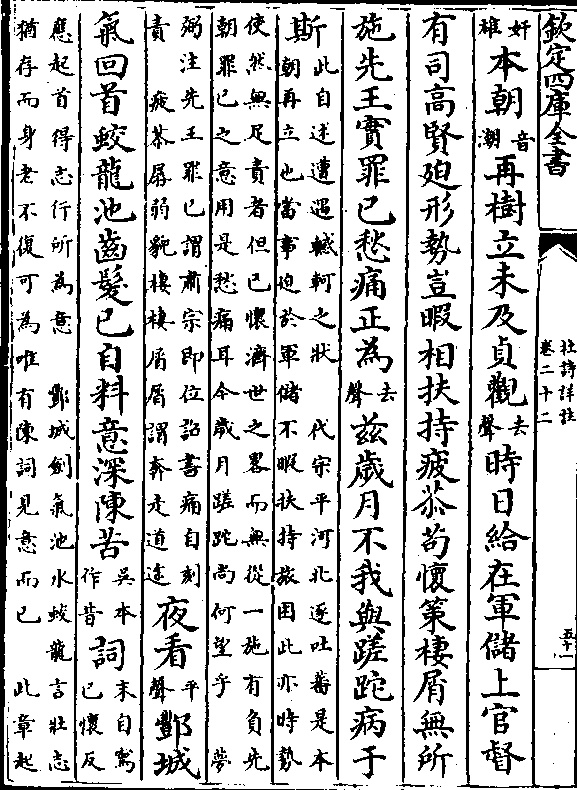 欽定四庫全書
杜詩詳註
卷二十二
五十一
奸雄本朝音潮再樹立未及貞觀去聲時日給在軍儲上官督
有司高賢迫形勢豈暇相扶持疲苶苟懷策棲屑無所
施先王實罪已愁痛正為去聲茲歲月不我與蹉跎病于
斯此自述遭遇轗軻之狀 代宗平河北逐吐蕃是本
朝再立也當事迫於軍儲不暇扶持旅困此亦時勢
使然無足責者但已懷濟世之畧而無從一施有負先
朝罪已之意用是愁痛耳今歲月蹉跎尚何望乎 夢
弼注先王罪已謂肅宗即位詔書痛自刻
責 疲苶孱弱貌棲棲屑屑謂奔走道途
夜看平聲酆城
氣回首蛟龍池齒髮已自料意深陳苦吳本作昔詞末自寫
已懷反
應起首得志行所為意 酆城劍氣池水蛟龍言壯志
猶存而身老不復可為唯有陳詞見意而已 此章起